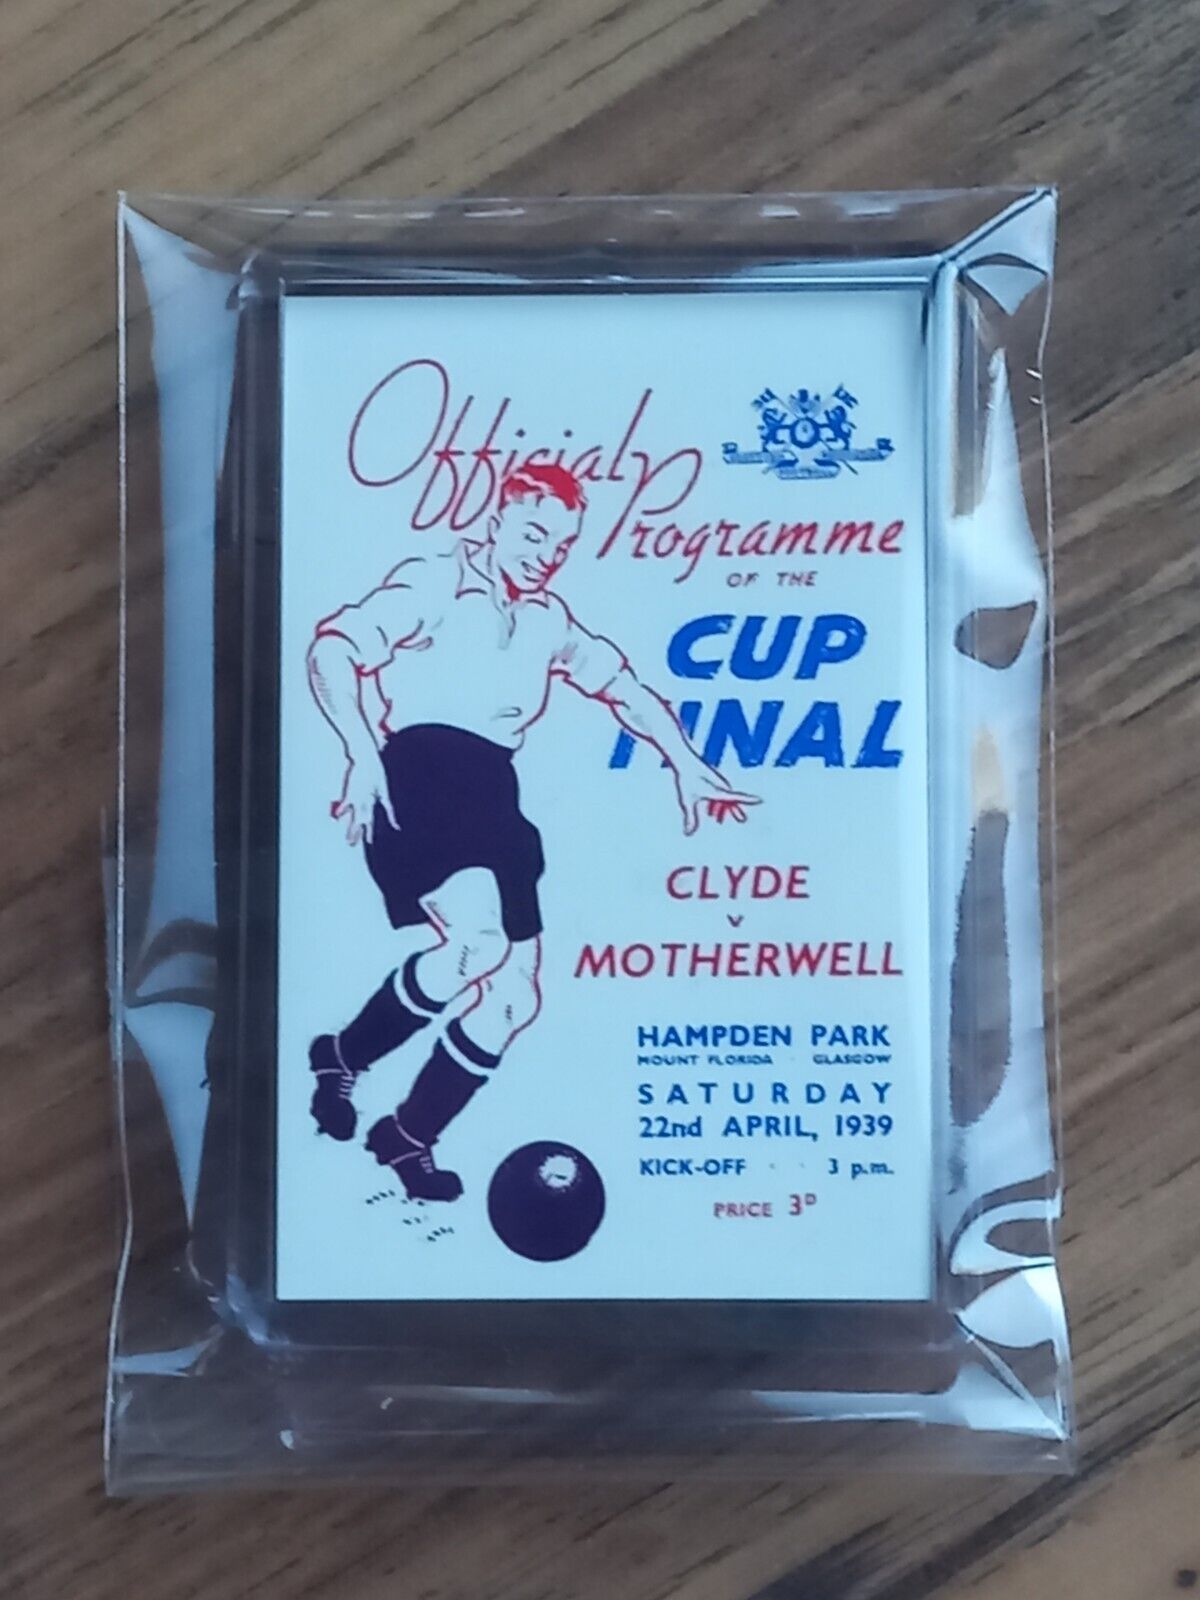 Official
Programme
OF THE
CUP
FINAL
CLYDE
v
MOTHERWELL
HAMPDEN PARK
MOUNT FLORIDA · GLASGOW
SATURDAY
22nd APRIL, 1939
KICK-OFF · · 3 p.m.
PRICE 3D